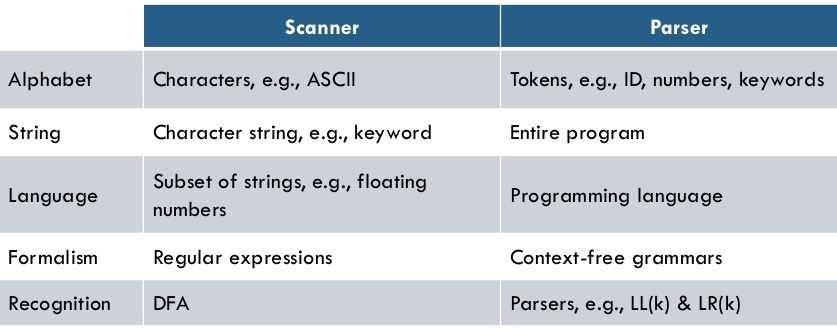 Scanner Parser
Alphabet Characters, e.g., ASCII Tokens, e.g., ID, numbers, keywords
String Character string, e.g., keyword Entire program
Language Subset of strings, e.g., floating numbers Programming language
Formalism Regular expressions Context-free grammars
Recognition DFA Parsers, e.g., LL(k) & LR(k)